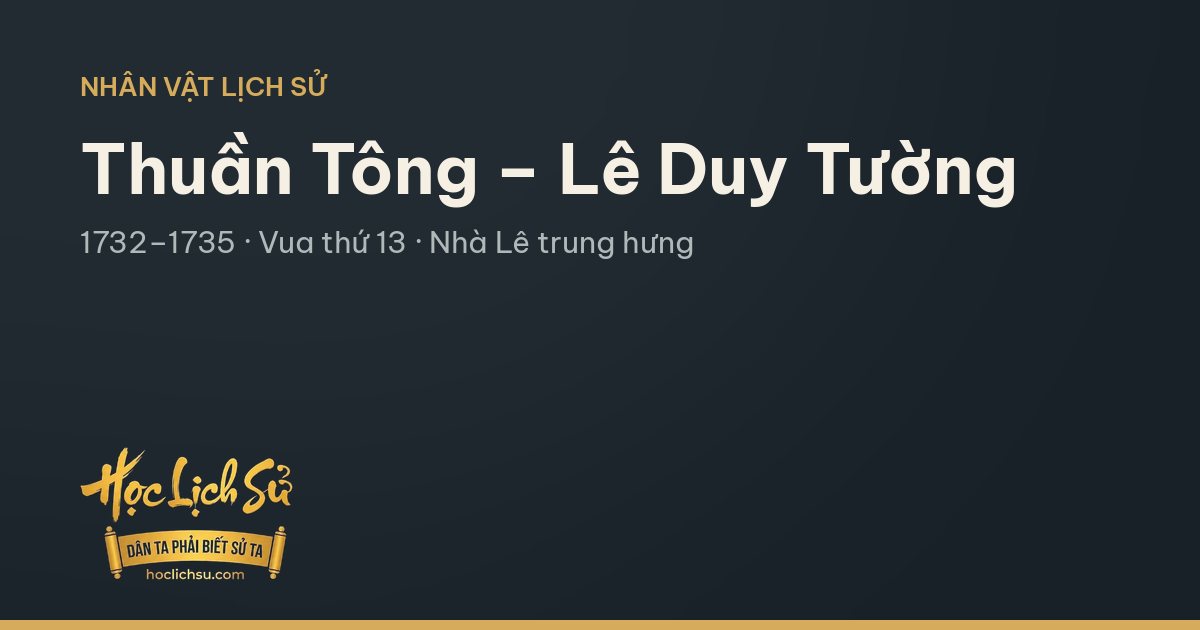 NHÂN VẬT LỊCH SỬ
Thuần Tông – Lê Duy Tường
1732–1735 · Vua thứ 13 · Nhà Lê trung hưng
Học Lịch Sử
DÂN TA PHẢI BIẾT SỬ TA
hoclichsu.com